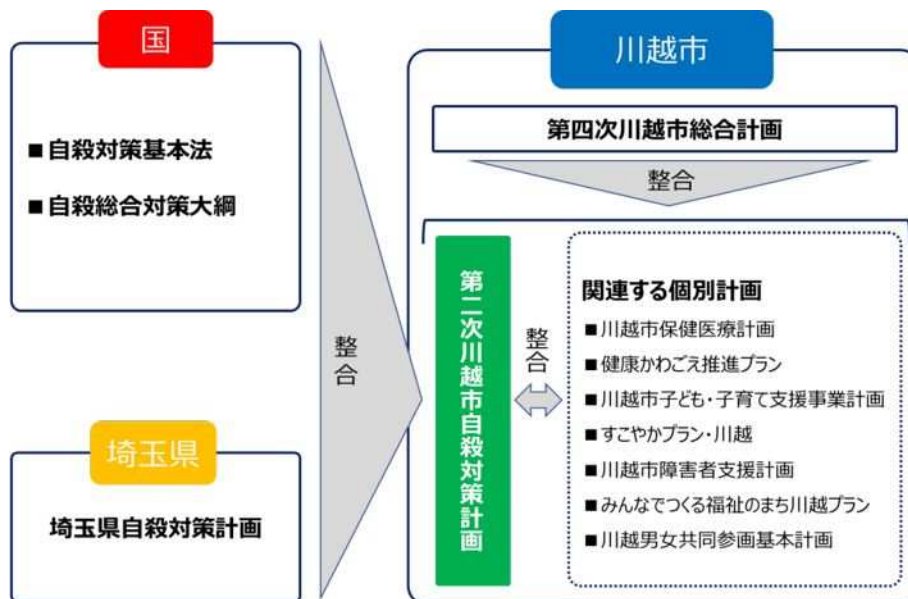 国
■自殺対策基本法
■自殺総合対策大綱
埼玉県
埼玉県自殺対策計画
整合
川越市
第四次川越市総合計画
整合
第二次川越市自殺対策計画
整合
関連する個別計画
■川越市保健医療計画
■健康かわごえ推進プラン
■川越市子ども・子育て支援事業計画
■すこやかプラン・川越
■川越市障害者支援計画
■みんなでつくる福祉のまち川越プラン
■川越男女共同参画基本計画